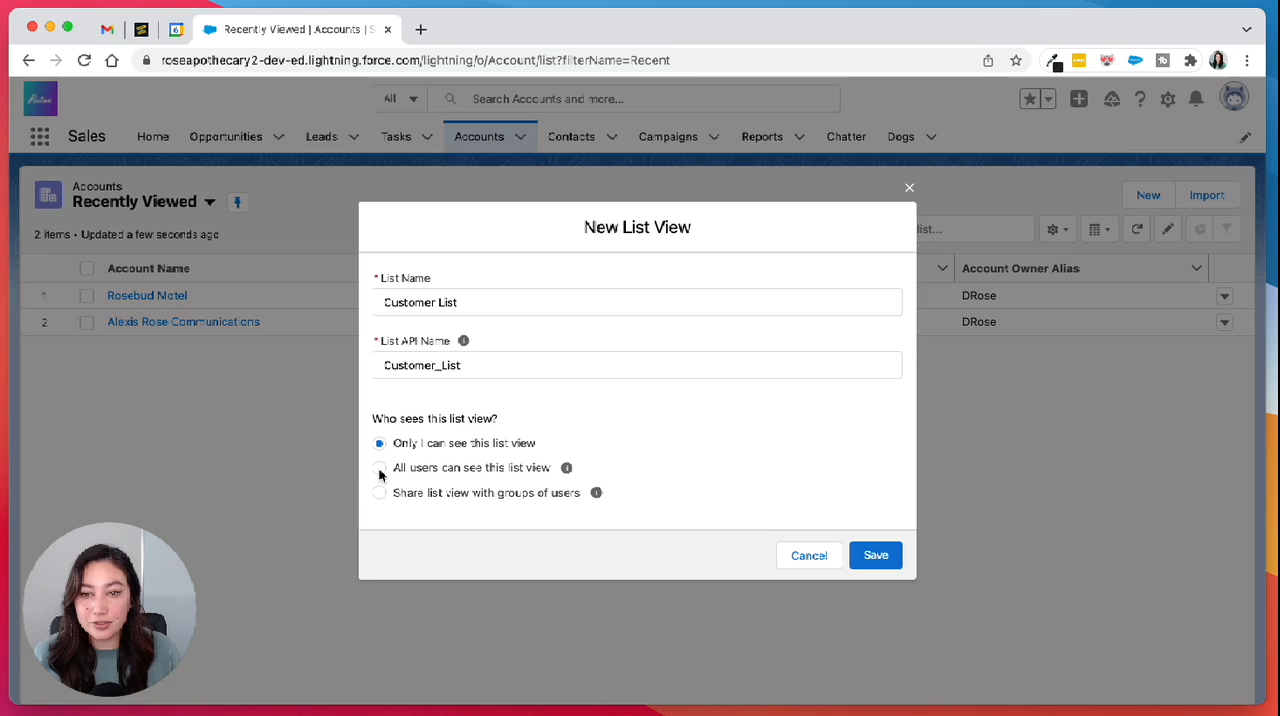 Recently Viewed | Accounts | S
roseapothecary2-dev-ed.lightning.force.com/lightning/o/Account/list?filterName=Recent
All
Search Accounts and more...
Sales
Home
Opportunities
Leads
Tasks
Accounts
Contacts
Campaigns
Reports
Chatter
Dogs
Accounts
Recently Viewed
New
Import
2 items • Updated a few seconds ago
list...
Account Name
Account Owner Alias
1
Rosebud Motel
DRose
2
Alexis Rose Communications
DRose
New List View
* List Name
Customer List
* List API Name
Customer_List
Who sees this list view?
Only I can see this list view
All users can see this list view
Share list view with groups of users
Cancel
Save